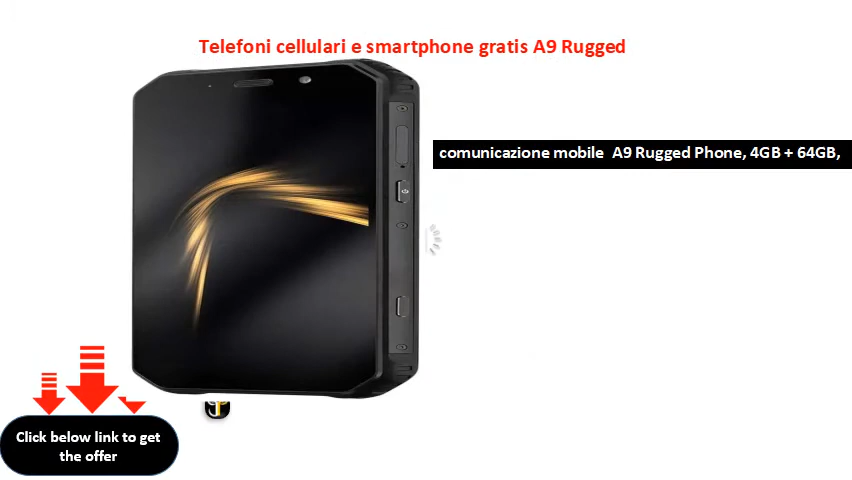 Telefoni cellulari e smartphone gratis A9 Rugged
comunicazione mobile A9 Rugged Phone, 4GB + 64GB,
Click below link to get
the offer